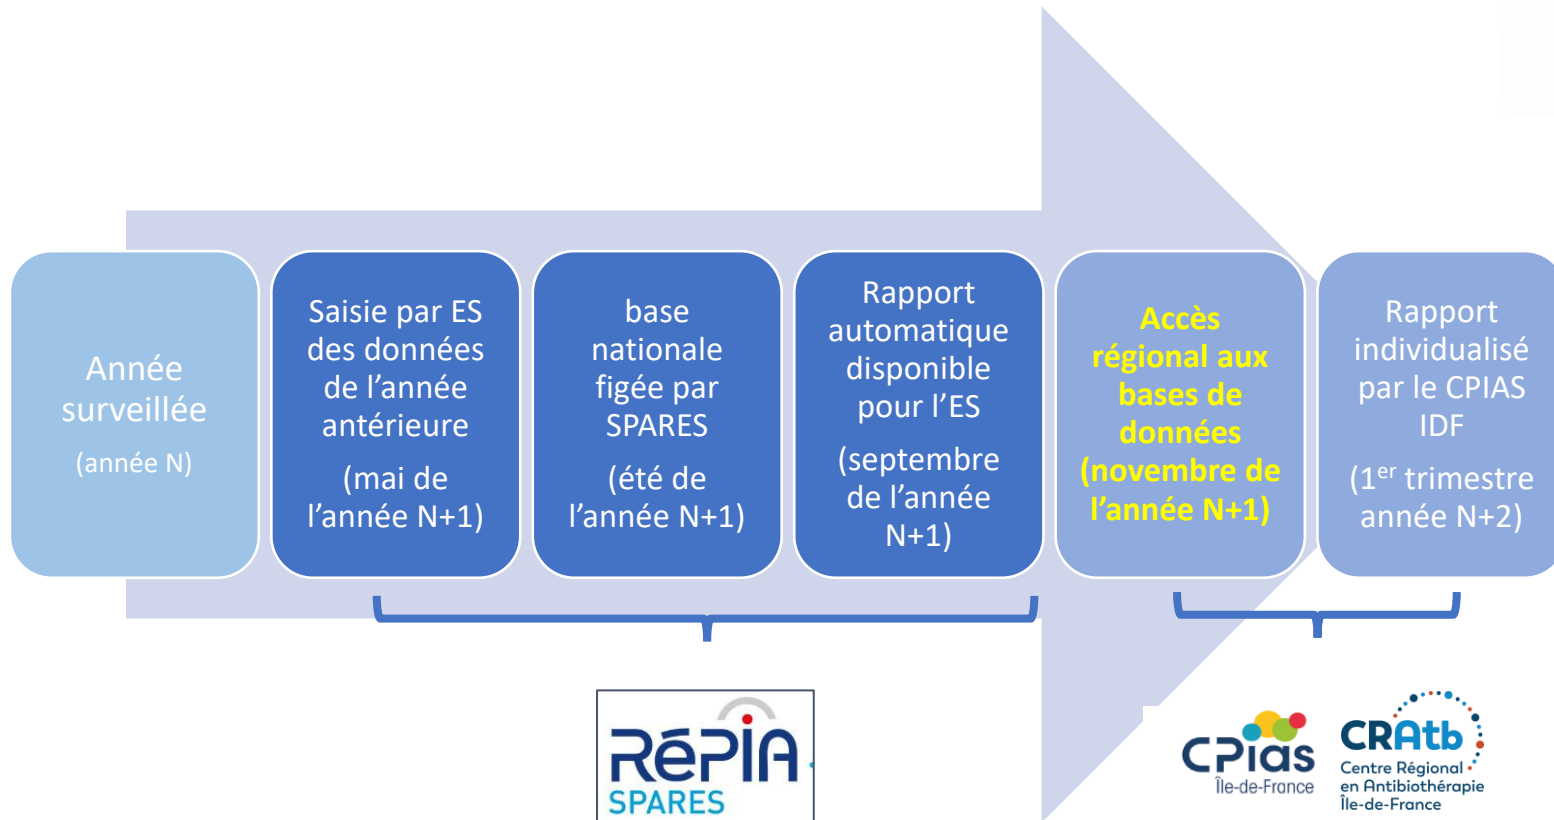 Année
surveillée
(année N)
Saisie par ES
des données
de l’année
antérieure
(mai de
l’année N+1)
base
nationale
figée par
SPARES
(été de
l’année N+1)
Rapport
automatique
disponible
pour l’ES
(septembre
de l’année
N+1)
Accès
régional aux
bases de
données
(novembre de
l’année N+1)
Rapport
individualisé
par le CPIAS
IDF
(1er trimestre
année N+2)
RéPIA
SPARES
CPias
Île-de-France
CRAtb
Centre Régional
en Antibiothérapie
Île-de-France